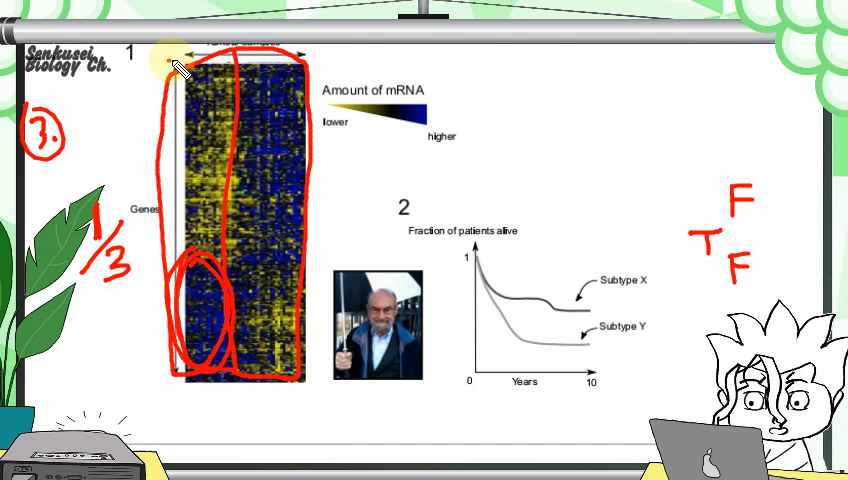 Senkusei
Biology Ch.
1
3.
Amount of mRNA
lower
higher
Genes
1/3
2
Fraction of patients alive
1
Subtype X
Subtype Y
0
Years
10
F
T
F